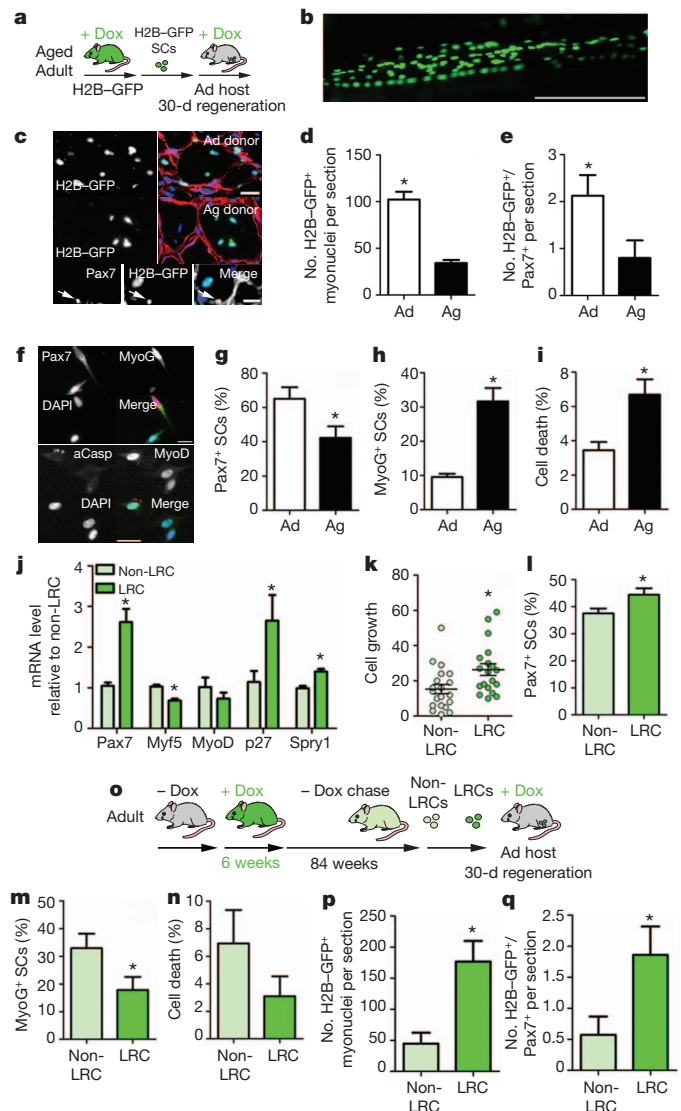 a
+ Dox
H2B–GFP
SCs
+ Dox
Aged
Adult
H2B–GFP
Ad host
30-d regeneration
b
c
H2B–GFP
Ad donor
H2B–GFP
Ag donor
Pax7
H2B–GFP
Merge
d
No. H2B–GFP+
myonuclei per section
150
100
50
0
*
Ad
Ag
e
No. H2B–GFP+/
Pax7+ per section
3
2
1
0
*
Ad
Ag
f
Pax7
MyoG
DAPI
Merge
aCasp
MyoD
DAPI
Merge
g
Pax7+ SCs (%)
80
60
40
20
0
*
Ad
Ag
h
MyoG+ SCs (%)
40
30
20
10
0
*
Ad
Ag
i
Cell death (%)
8
6
4
2
0
*
Ad
Ag
j
mRNA level
relative to non-LRC
4
3
2
1
0
Non-LRC
LRC
*
*
*
*
Pax7
Myf5
MyoD
p27
Spry1
k
Cell growth
80
60
40
20
0
*
Non-
LRC
LRC
l
Pax7+ SCs (%)
60
40
20
0
*
Non-
LRC
LRC
o
– Dox
+ Dox
– Dox chase
Non-
LRCs
LRCs
+ Dox
Adult
6 weeks
84 weeks
Ad host
30-d regeneration
m
MyoG+ SCs (%)
50
40
30
20
10
0
*
Non-
LRC
LRC
n
Cell death (%)
10
8
6
4
2
0
Non-
LRC
LRC
p
No. H2B–GFP+
myonuclei per section
250
200
150
100
50
0
*
Non-
LRC
LRC
q
No. H2B–GFP+/
Pax7+ per section
2.5
2.0
1.5
1.0
0.5
0
*
Non-
LRC
LRC